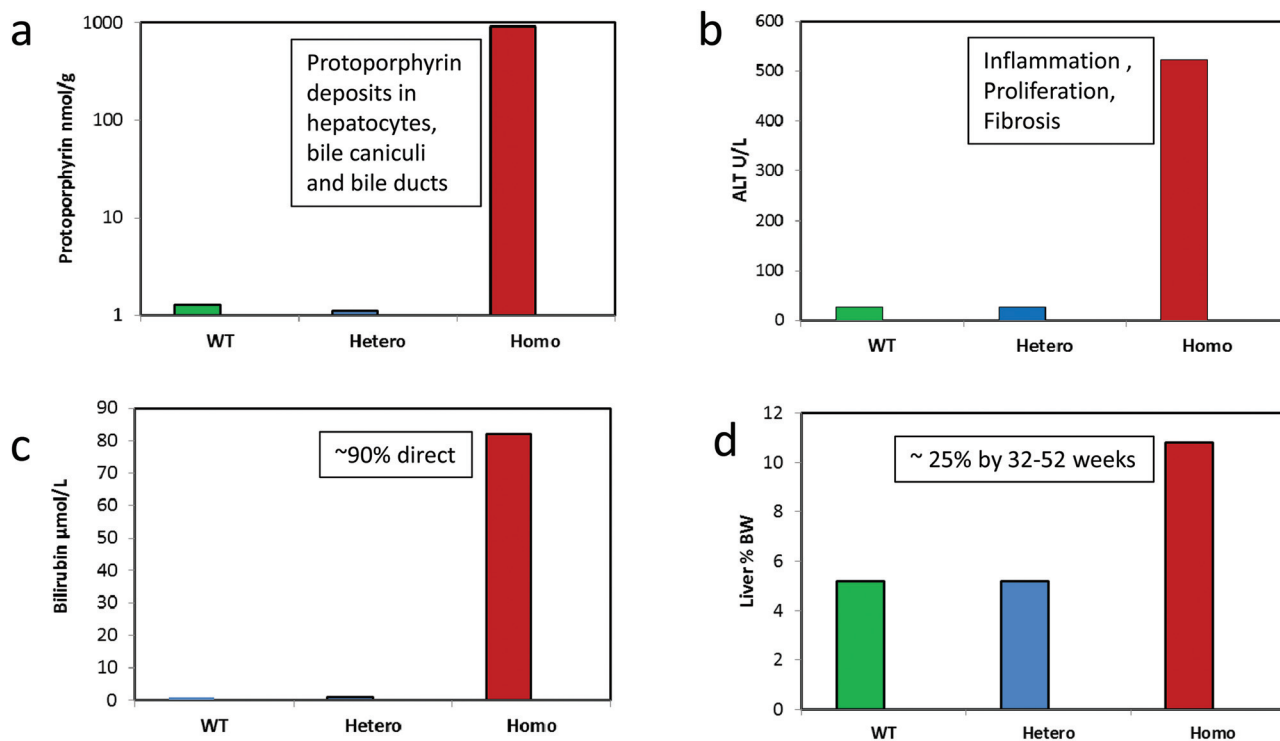 a
1000
100
10
1
Protoporphyrin nmol/g
Protoporphyrin
deposits in
hepatocytes,
bile caniculi
and bile ducts
WT Hetero Homo
b
600
500
400
300
200
100
0
ALT U/L
Inflammation ,
Proliferation,
Fibrosis
WT Hetero Homo
c
90
80
70
60
50
40
30
20
10
0
Bilirubin µmol/L
~90% direct
WT Hetero Homo
d
12
10
8
6
4
2
0
Liver % BW
~ 25% by 32-52 weeks
WT Hetero Homo